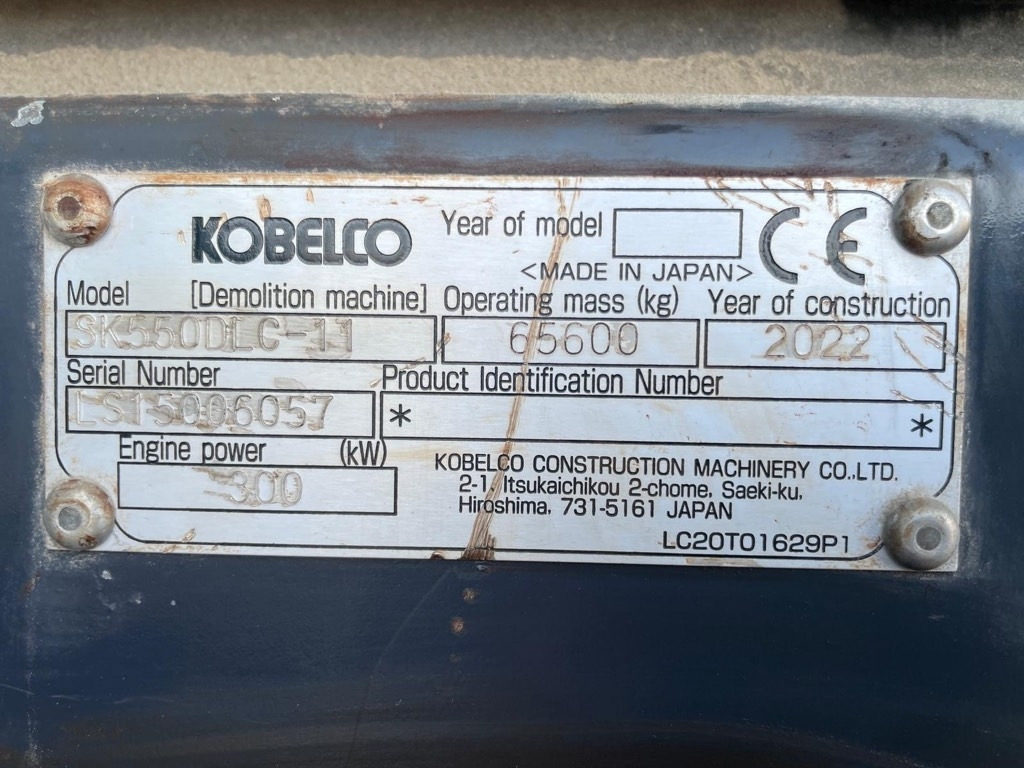 KOBELCO
Year of model
CE
<MADE IN JAPAN>
Model [Demolition machine] Operating mass (kg) Year of construction
SK550DLC-11 65600 2022
Serial Number Product Identification Number
LS15006057 * *
Engine power (kW)
300
KOBELCO CONSTRUCTION MACHINERY CO.,LTD.
2-1, Itsukaichikou 2-chome, Saeki-ku,
Hiroshima, 731-5161 JAPAN
LC20T01629P1